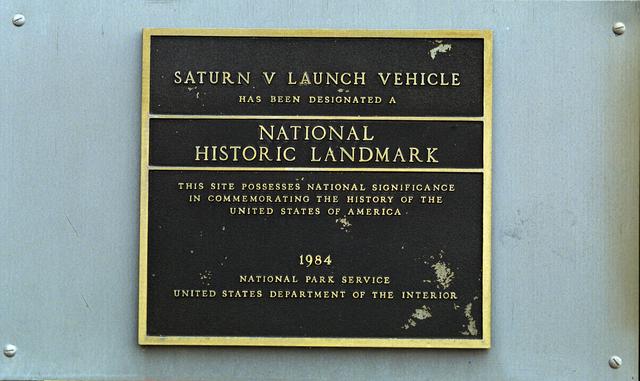 SATURN V LAUNCH VEHICLE
HAS BEEN DESIGNATED A
NATIONAL
HISTORIC LANDMARK
THIS SITE POSSESSES NATIONAL SIGNIFICANCE
IN COMMEMORATING THE HISTORY OF THE
UNITED STATES OF AMERICA
1984
NATIONAL PARK SERVICE
UNITED STATES DEPARTMENT OF THE INTERIOR